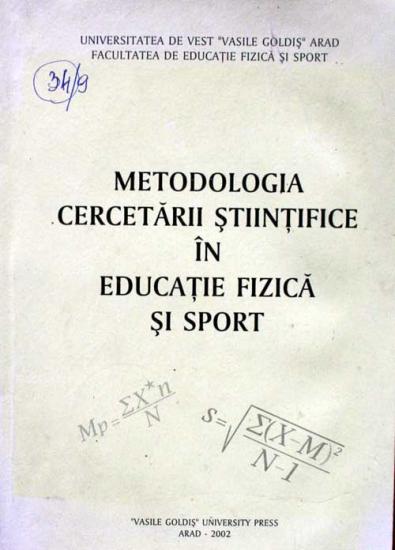 UNIVERSITATEA DE VEST "VASILE GOLDIŞ" ARAD
FACULTATEA DE EDUCAŢIE FIZICĂ ŞI SPORT
34/9
METODOLOGIA
CERCETĂRII ŞTIINŢIFICE
ÎN
EDUCAŢIE FIZICĂ
ŞI SPORT
Mp=ΣX*n/N
S=√Σ(X-M)²/N-1
"VASILE GOLDIŞ" UNIVERSITY PRESS
ARAD - 2002